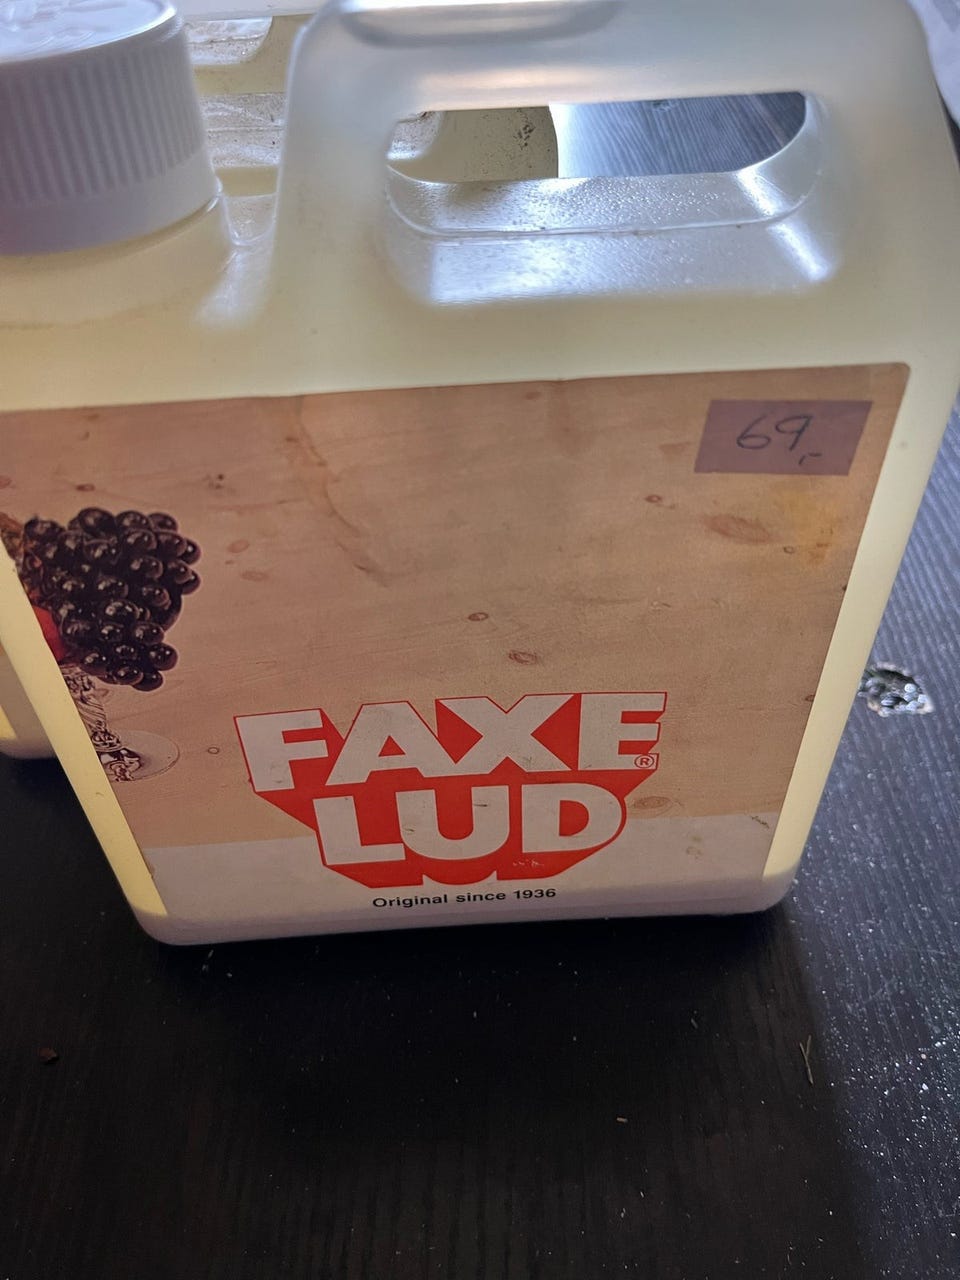 69,-
FAXE
LUD
®
Original since 1936